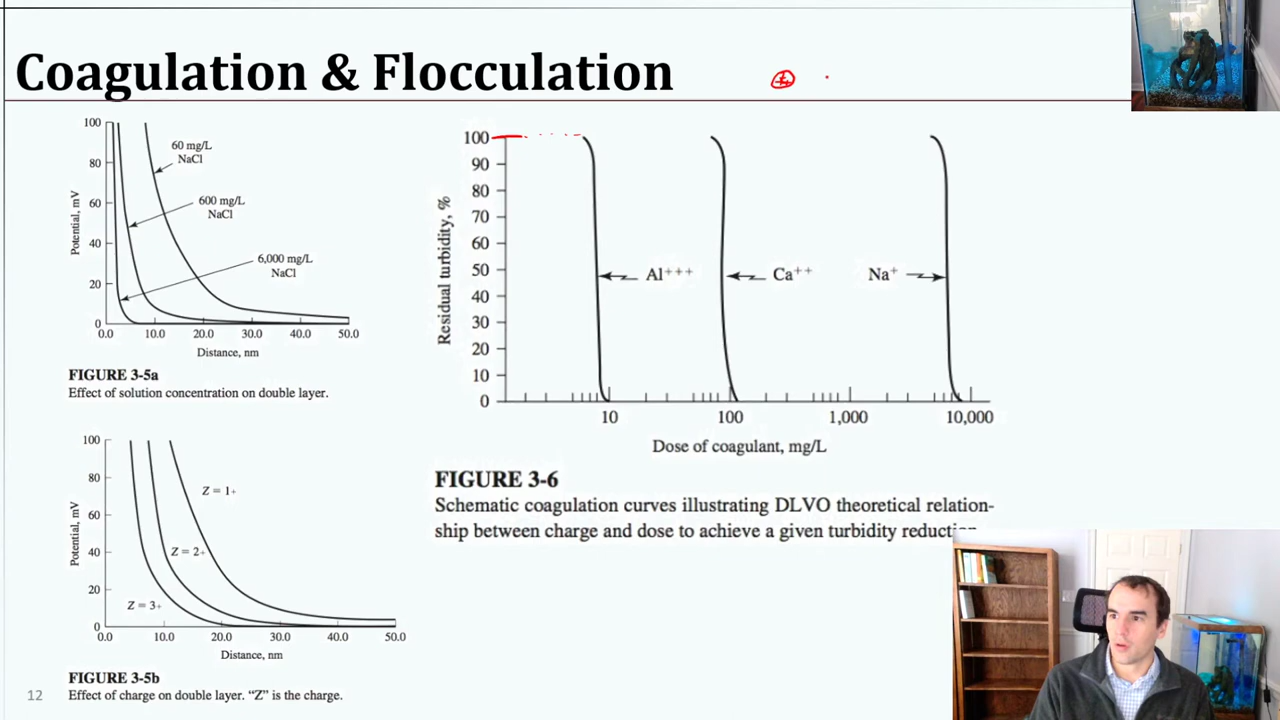 Coagulation & Flocculation
100
80
60
40
20
0
Potential, mV
60 mg/L
NaCl
600 mg/L
NaCl
6,000 mg/L
NaCl
0.0 10.0 20.0 30.0 40.0 50.0
Distance, nm
FIGURE 3-5a
Effect of solution concentration on double layer.
100
80
60
40
20
0
Potential, mV
Z = 1+
Z = 2+
Z = 3+
0.0 10.0 20.0 30.0 40.0 50.0
Distance, nm
FIGURE 3-5b
Effect of charge on double layer. “Z” is the charge.
12
100
90
80
70
60
50
40
30
20
10
0
Residual turbidity, %
Al+++ Ca++ Na+
10 100 1,000 10,000
Dose of coagulant, mg/L
FIGURE 3-6
Schematic coagulation curves illustrating DLVO theoretical relation-
ship between charge and dose to achieve a given turbidity